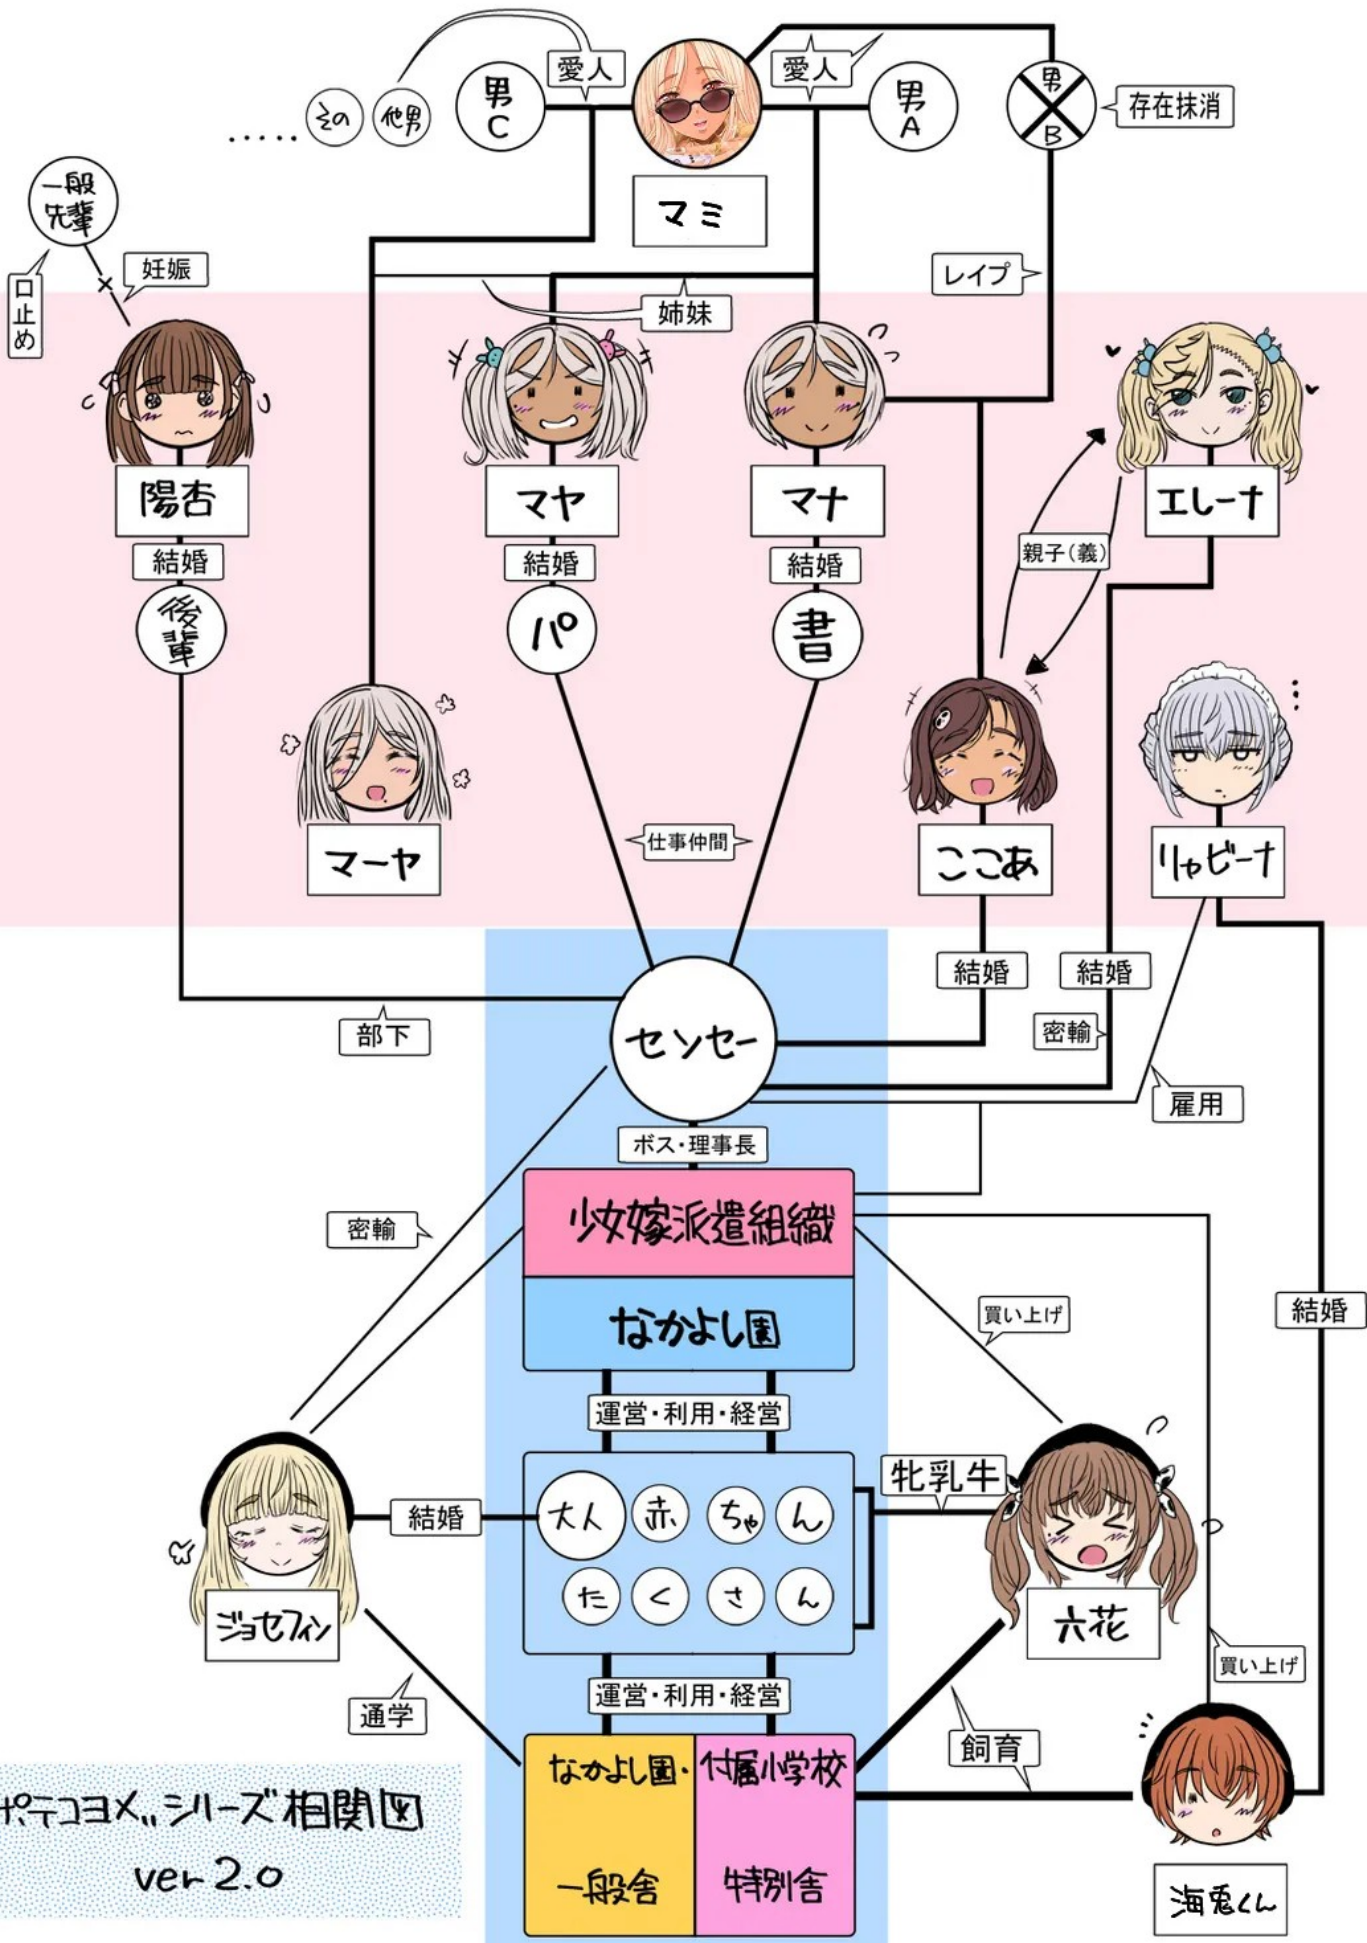 愛人
愛人
その
他男
.....
男
C
男
A
男
B
存在抹消
マミ
一般
先輩
口止め
妊娠
姉妹
レイプ
陽杏
結婚
後輩
マヤ
結婚
パ
マナ
結婚
書
エレーナ
親子(義)
マーヤ
仕事仲間
ここあ
リャビーナ
結婚
結婚
密輸
雇用
部下
センセー
ボス・理事長
少女嫁派遣組織
なかよし園
密輸
買い上げ
結婚
運営・利用・経営
ジョセフィン
結婚
大人
赤
ちゃ
ん
た
く
さ
ん
牝乳牛
六花
運営・利用・経営
通学
飼育
買い上げ
なかよし園・付属小学校
一般舎
特別舎
海兎くん
ポテコヨメ〟シリーズ相関図
ver 2.0